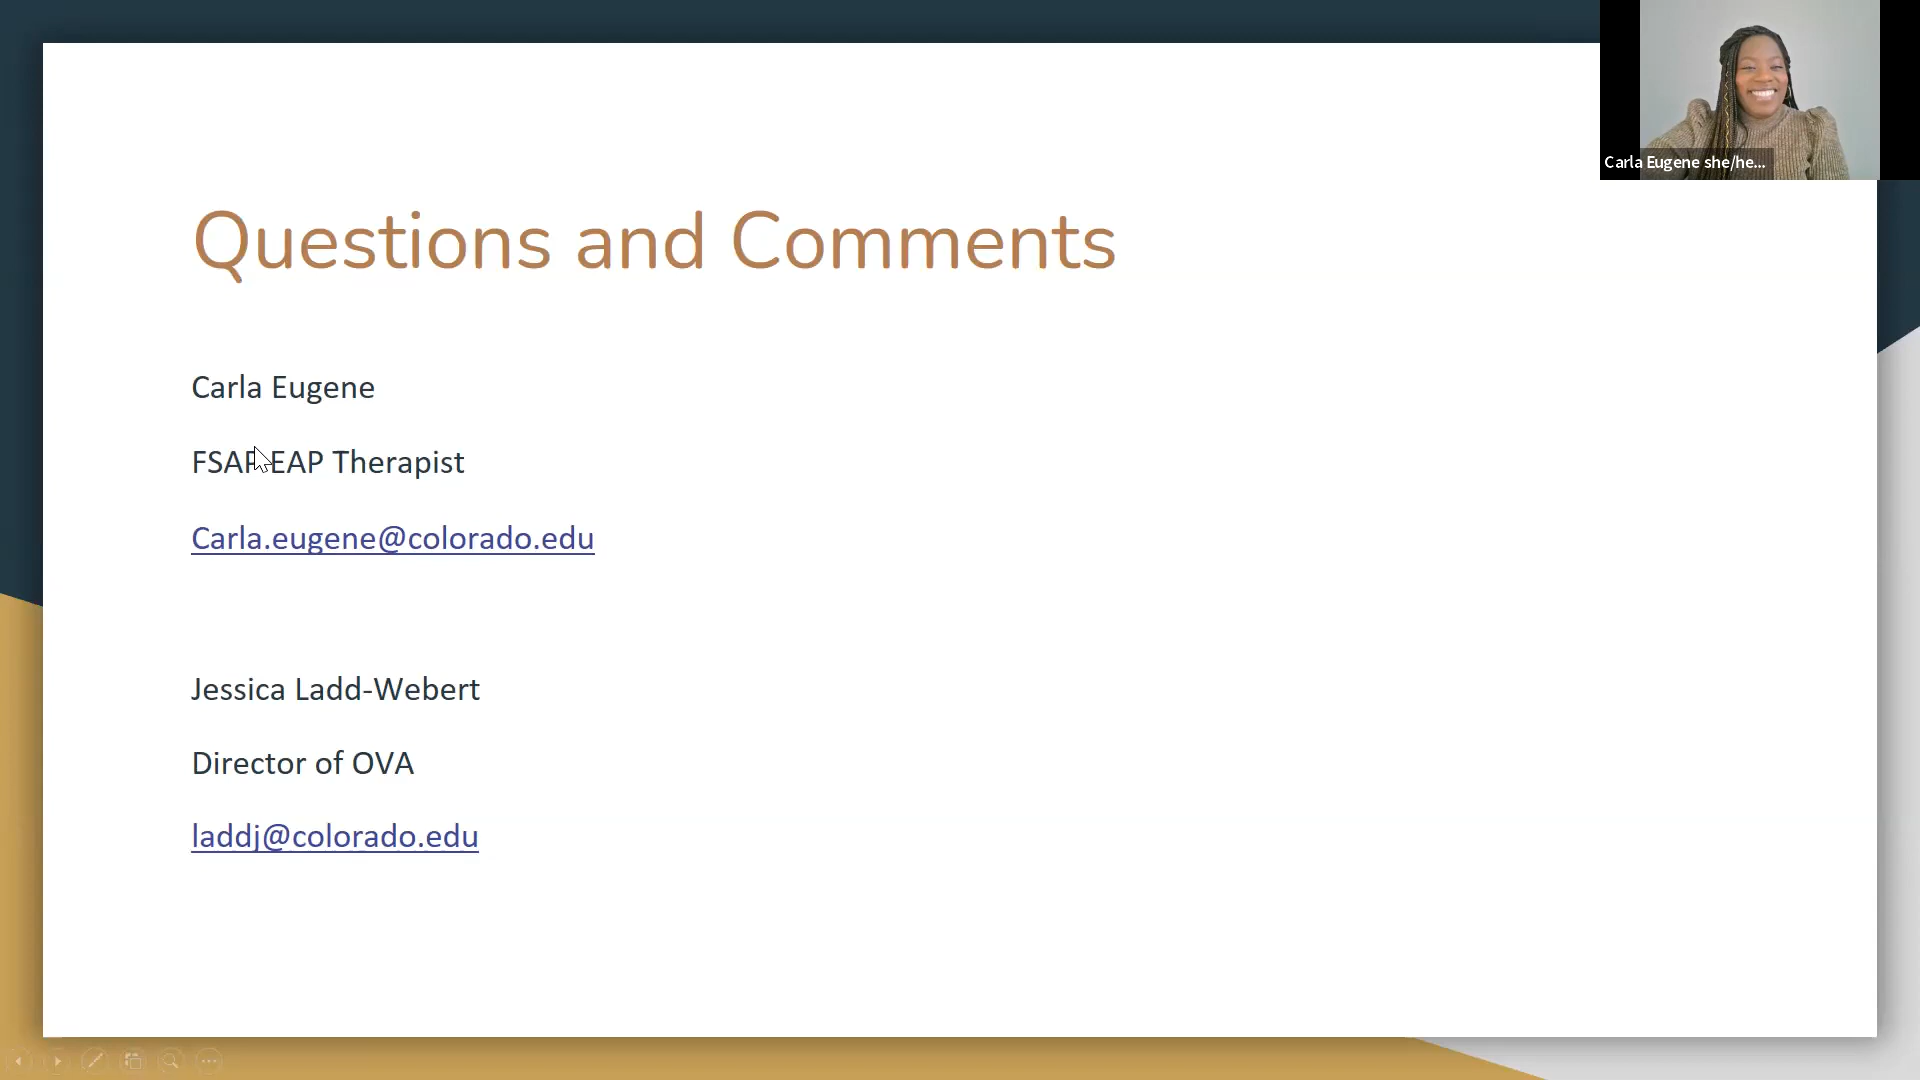 Carla Eugene she/he...
Questions and Comments
Carla Eugene
FSAP EAP Therapist
Carla.eugene@colorado.edu
Jessica Ladd-Webert
Director of OVA
laddj@colorado.edu